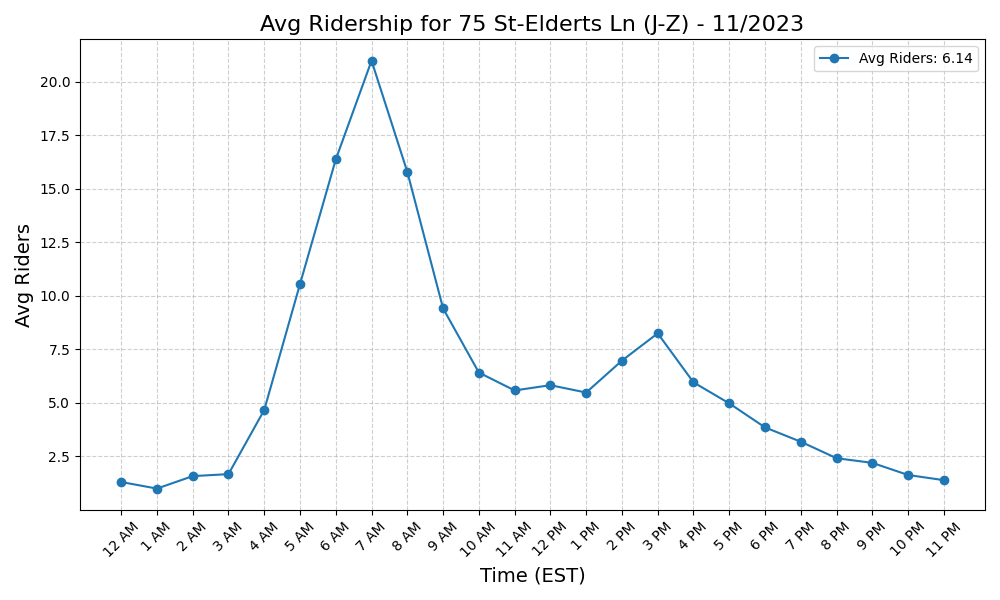 Avg Ridership for 75 St-Elderts Ln (J-Z) - 11/2023
Avg Riders: 6.14
Avg Riders
20.0
17.5
15.0
12.5
10.0
7.5
5.0
2.5
12 AM
1 AM
2 AM
3 AM
4 AM
5 AM
6 AM
7 AM
8 AM
9 AM
10 AM
11 AM
12 PM
1 PM
2 PM
3 PM
4 PM
5 PM
6 PM
7 PM
8 PM
9 PM
10 PM
11 PM
Time (EST)